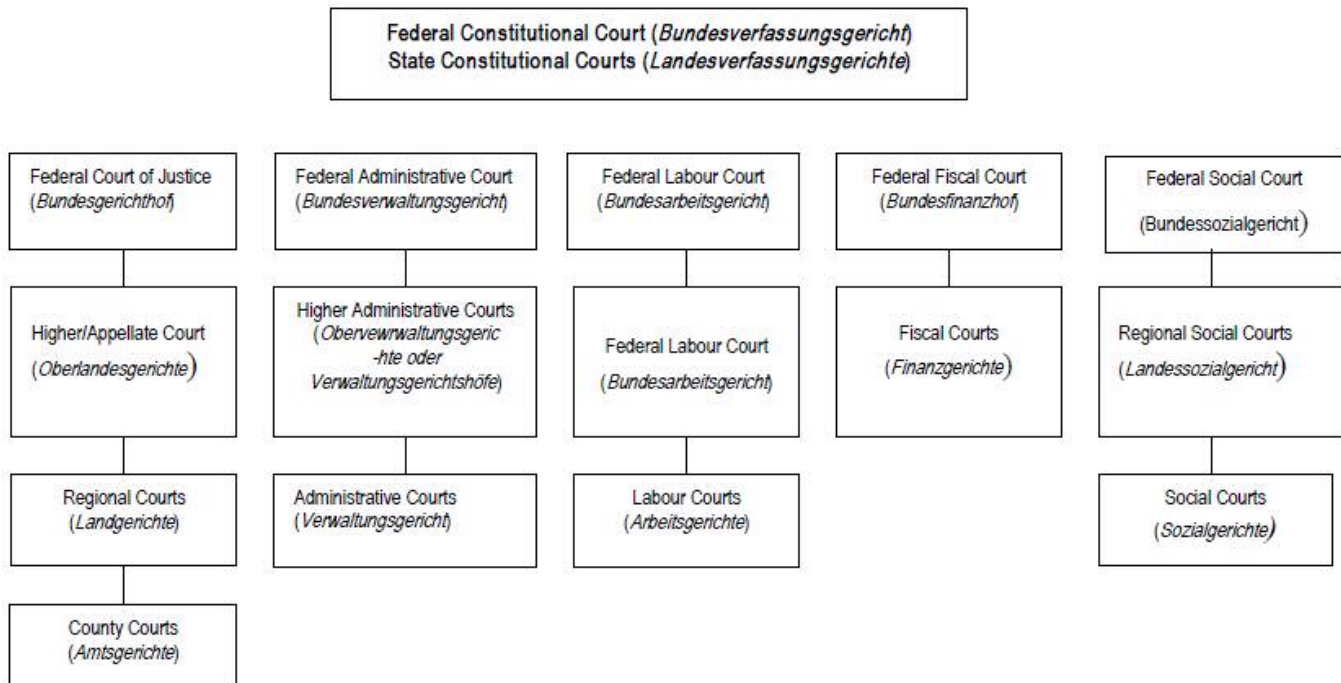 Federal Constitutional Court (Bundesverfassungsgericht)
State Constitutional Courts (Landesverfassungsgerichte)
Federal Court of Justice
(Bundesgerichthof)
Federal Administrative Court
(Bundesverwaltungsgericht)
Federal Labour Court
(Bundesarbeitsgericht)
Federal Fiscal Court
(Bundesfinanzhof)
Federal Social Court
(Bundessozialgericht)
Higher/Appellate Court
(Oberlandesgerichte)
Higher Administrative Courts
(Obervewrwaltungsgeric
-hte oder
Verwaltungsgerichtshöfe)
Federal Labour Court
(Bundesarbeitsgericht)
Fiscal Courts
(Finanzgerichte)
Regional Social Courts
(Landessozialgericht)
Regional Courts
(Landgerichte)
Administrative Courts
(Verwaltungsgericht)
Labour Courts
(Arbeitsgerichte)
Social Courts
(Sozialgerichte)
County Courts
(Amtsgerichte)